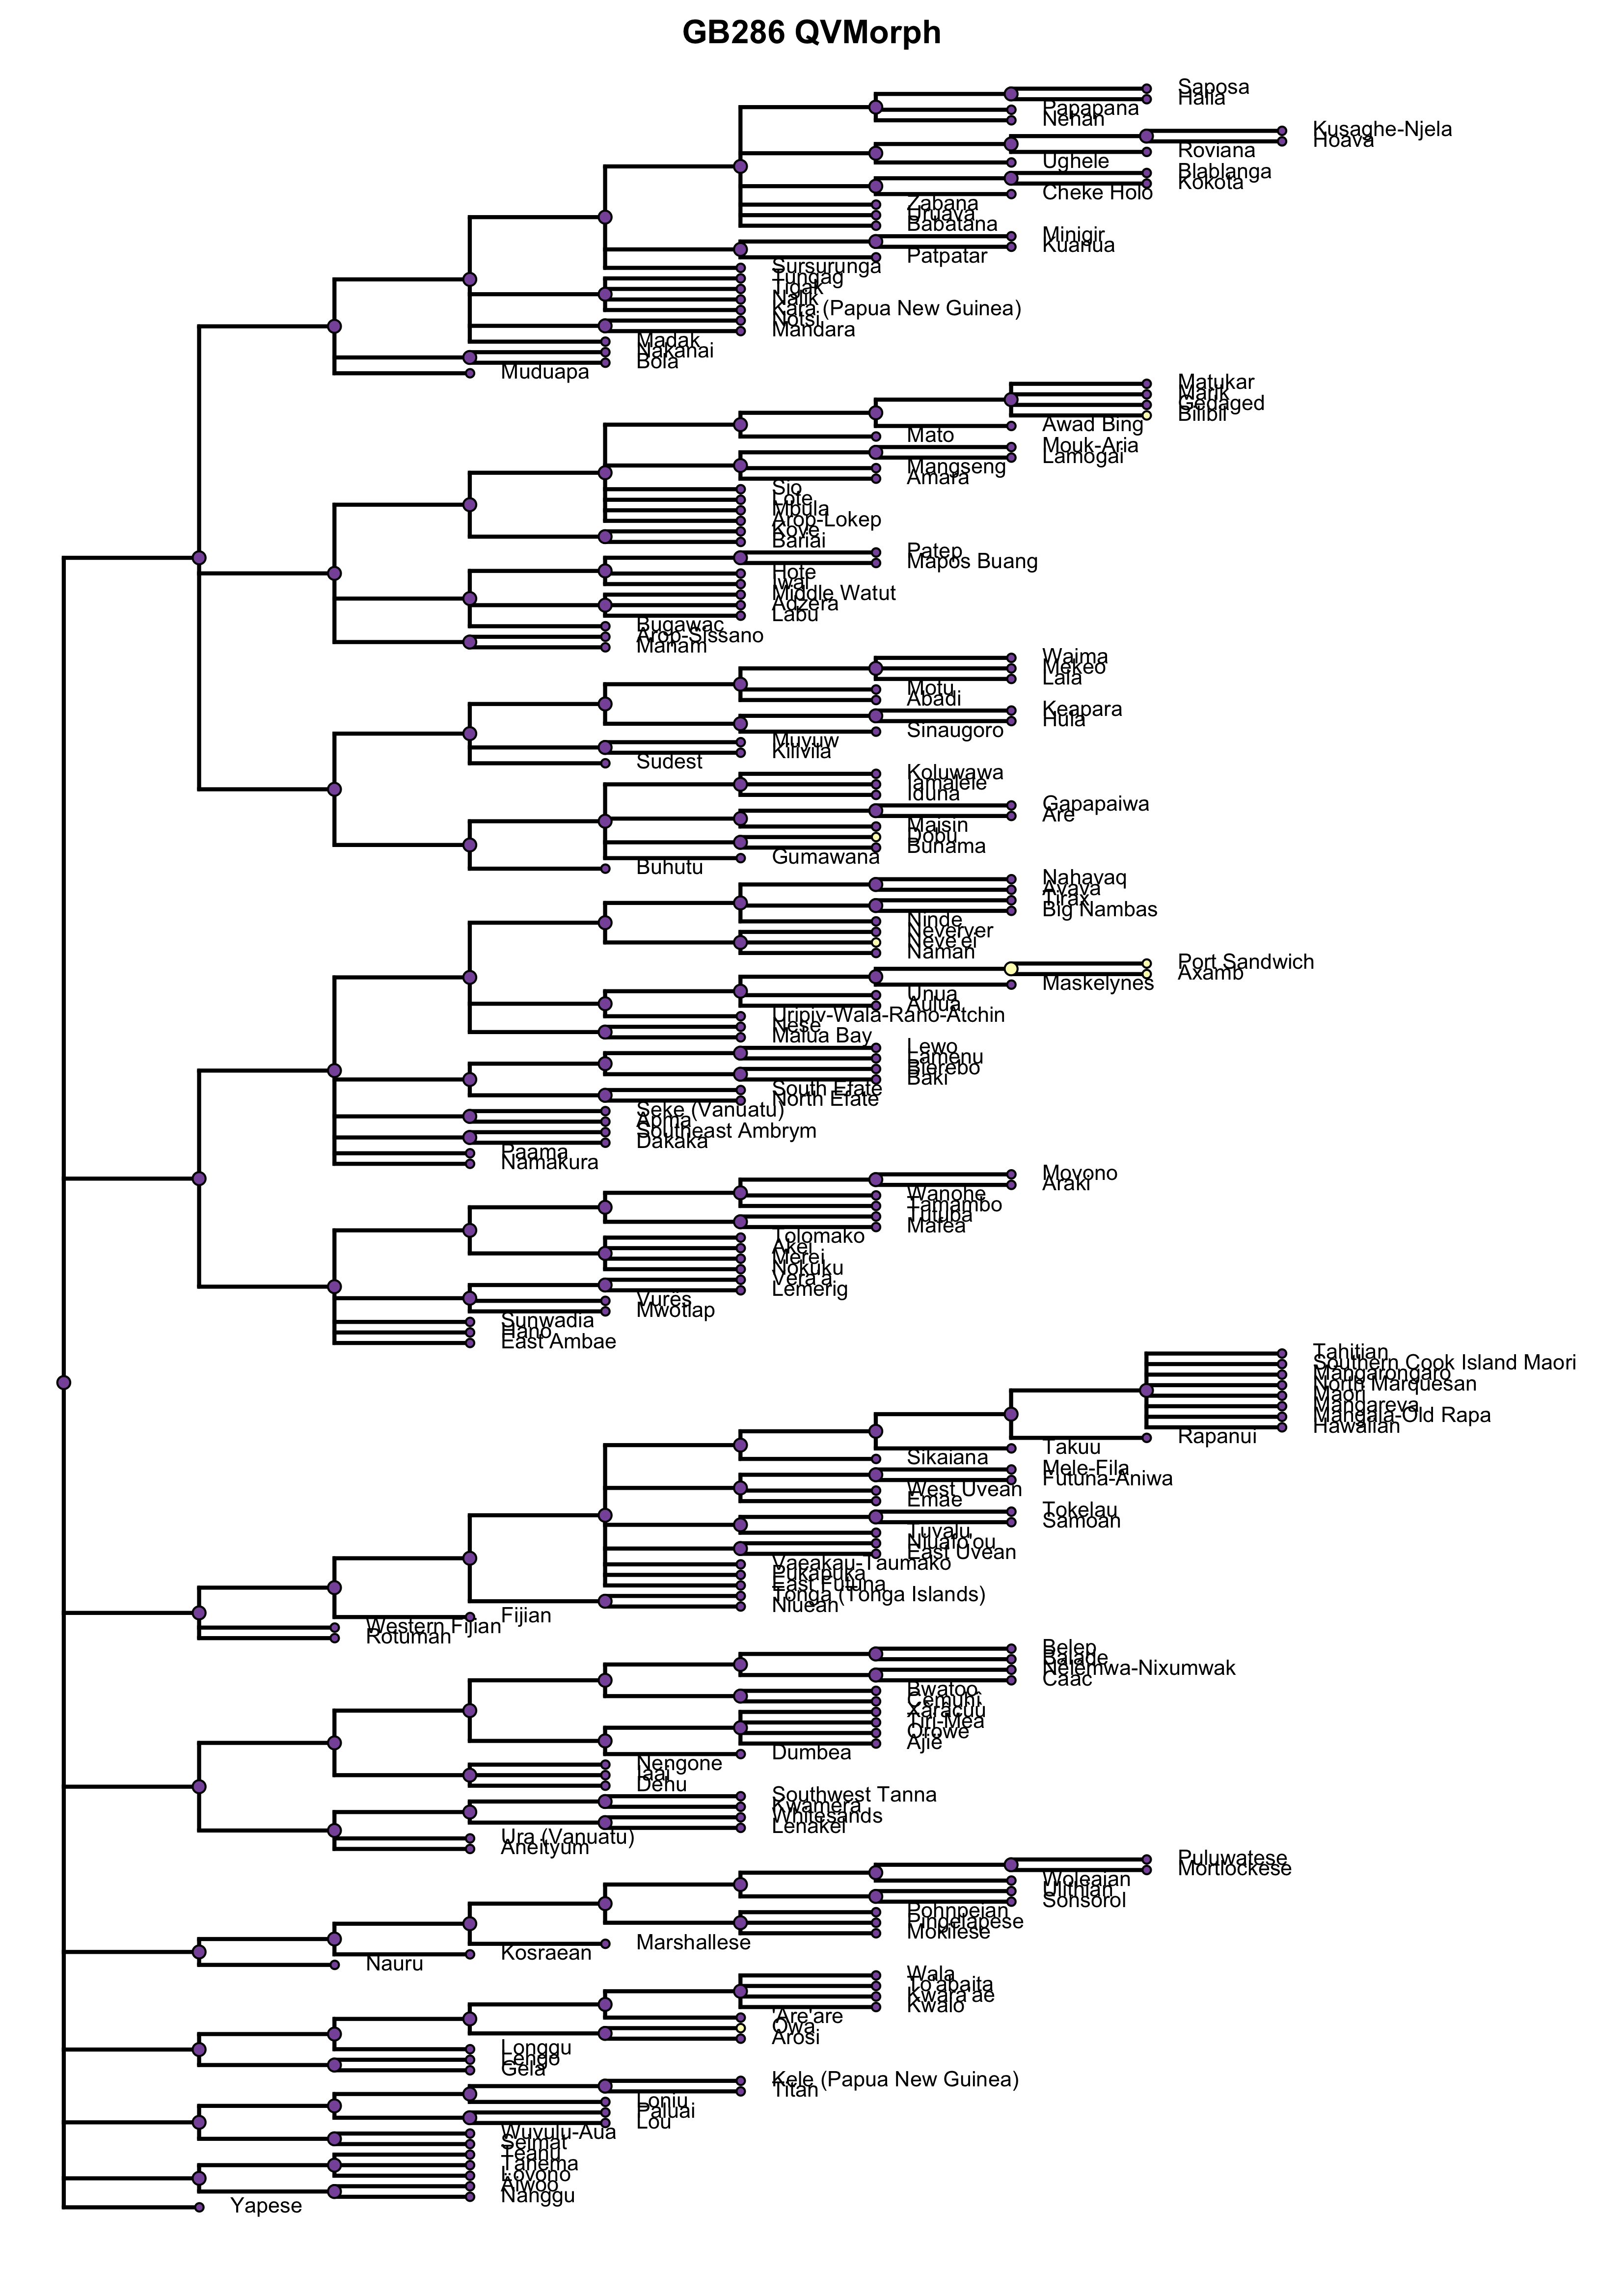 GB286 QVMorph
Saposa
Halia
Papapana
Nehan
Kusaghe-Njela
Hoava
Roviana
Ughele
Blablanga
Kokota
Cheke Holo
Zabana
Uruava
Babatana
Minigir
Kuanua
Patpatar
Sursurunga
Tungag
Tigak
Nalik
Kara (Papua New Guinea)
Notsi
Mandara
Madak
Nakanai
Bola
Muduapa
Matukar
Marik
Gedaged
Bilibil
Awad Bing
Mato
Mouk-Aria
Lamogai
Mangseng
Amara
Sio
Lote
Mbula
Arop-Lokep
Kove
Bariai
Patep
Mapos Buang
Hote
Iwal
Middle Watut
Adzera
Labu
Bugawac
Arop-Sissano
Manam
Waima
Mekeo
Lala
Motu
Abadi
Keapara
Hula
Sinaugoro
Muyuw
Kilivila
Sudest
Koluwawa
Iamalele
Iduna
Gapapaiwa
Are
Maisin
Dobu
Bunama
Gumawana
Buhutu
Nahavaq
Avava
Tirax
Big Nambas
Ninde
Neverver
Neve'ei
Naman
Port Sandwich
Axamb
Maskelynes
Unua
Aulua
Uripiv-Wala-Rano-Atchin
Nese
Malua Bay
Lewo
Lamenu
Bierebo
Baki
South Efate
North Efate
Seke (Vanuatu)
Apma
Southeast Ambrym
Dakaka
Paama
Namakura
Movono
Araki
Wanohe
Tamambo
Tutuba
Mafea
Tolomako
Akei
Merei
Nokuku
Vera'a
Lemerig
Vurës
Mwotlap
Sunwadia
Hano
East Ambae
Tahitian
Southern Cook Island Maori
Mangarongaro
North Marquesan
Maori
Mangareva
Mangaia-Old Rapa
Hawaiian
Rapanui
Takuu
Sikaiana
Mele-Fila
Futuna-Aniwa
West Uvean
Emae
Tokelau
Samoan
Tuvalu
Niuafo'ou
East Uvean
Vaeakau-Taumako
Pukapuka
East Futuna
Tonga (Tonga Islands)
Niuean
Fijian
Western Fijian
Rotuman
Belep
Balade
Nelemwa-Nixumwak
Caac
Bwatoo
Cemuhî
Xârâcùù
Tiri-Mea
Orowe
Ajië
Dumbea
Nengone
Iaai
Dehu
Southwest Tanna
Kwamera
Whitesands
Lenakel
Ura (Vanuatu)
Aneityum
Puluwatese
Mortlockese
Woleaian
Ulithian
Sonsorol
Pohnpeian
Pingelapese
Mokilese
Marshallese
Kosraean
Nauru
Wala
To'abaita
Kwara'ae
Kwaio
'Are'are
Owa
Arosi
Longgu
Lengo
Gela
Kele (Papua New Guinea)
Titan
Loniu
Paluai
Lou
Wuvulu-Aua
Seimat
Teanu
Tanema
Lovono
Äiwoo
Nanggu
Yapese